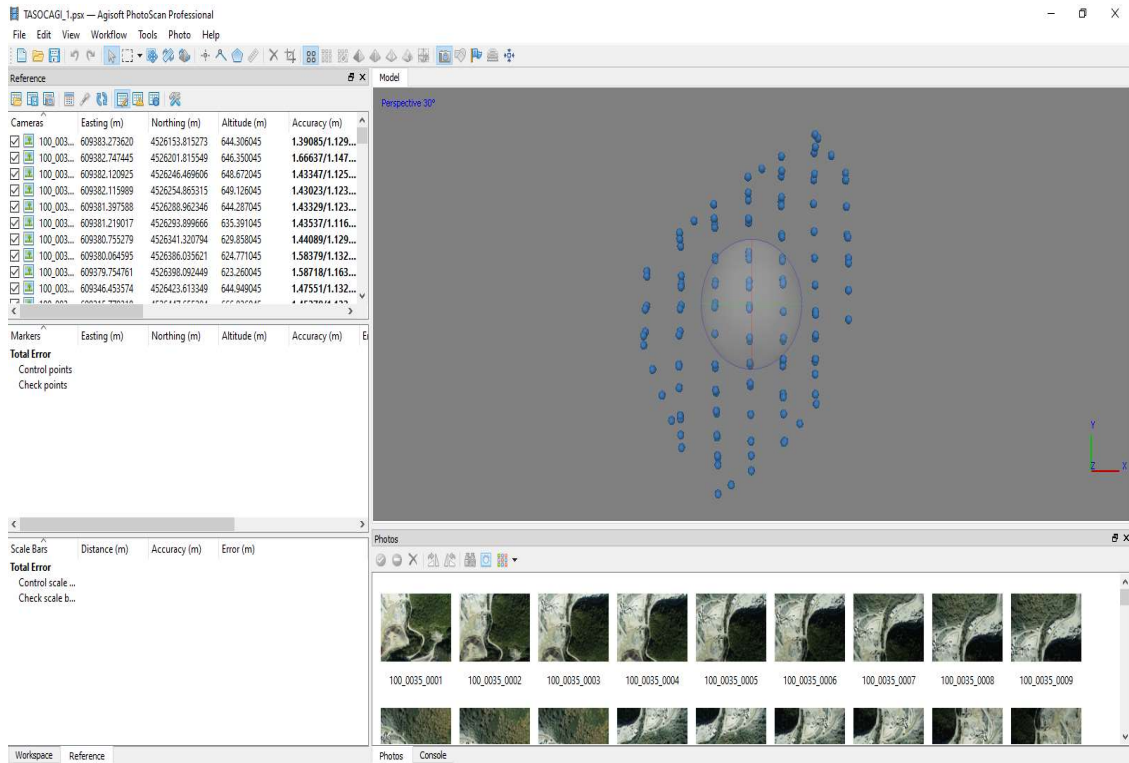 TASOCAGI_1.psx — Agisoft PhotoScan Professional
File Edit View Workflow Tools Photo Help
Reference
Model
Cameras Easting (m) Northing (m) Altitude (m) Accuracy (m)
100_003... 609383.273620 4526153.815273 644.306045 1.39085/1.129...
100_003... 609382.747445 4526201.815549 646.350045 1.66637/1.147...
100_003... 609382.120925 4526246.469606 648.672045 1.43347/1.125...
100_003... 609382.115989 4526254.865315 649.126045 1.43023/1.123...
100_003... 609381.397588 4526288.962346 644.287045 1.43329/1.123...
100_003... 609381.219017 4526293.899666 635.391045 1.43537/1.116...
100_003... 609380.755279 4526341.320794 629.858045 1.44089/1.129...
100_003... 609380.064595 4526386.035621 624.771045 1.58379/1.132...
100_003... 609379.754761 4526398.092449 623.260045 1.58718/1.163...
100_003... 609346.453574 4526423.613349 644.949045 1.47551/1.132...
Markers Easting (m) Northing (m) Altitude (m) Accuracy (m)
Total Error
Control points
Check points
Scale Bars Distance (m) Accuracy (m) Error (m)
Total Error
Control scale ...
Check scale b...
Workspace Reference
Perspective 30°
Y
Z X
Photos
100_0035_0001 100_0035_0002 100_0035_0003 100_0035_0004 100_0035_0005 100_0035_0006 100_0035_0007 100_0035_0008 100_0035_0009
Photos Console